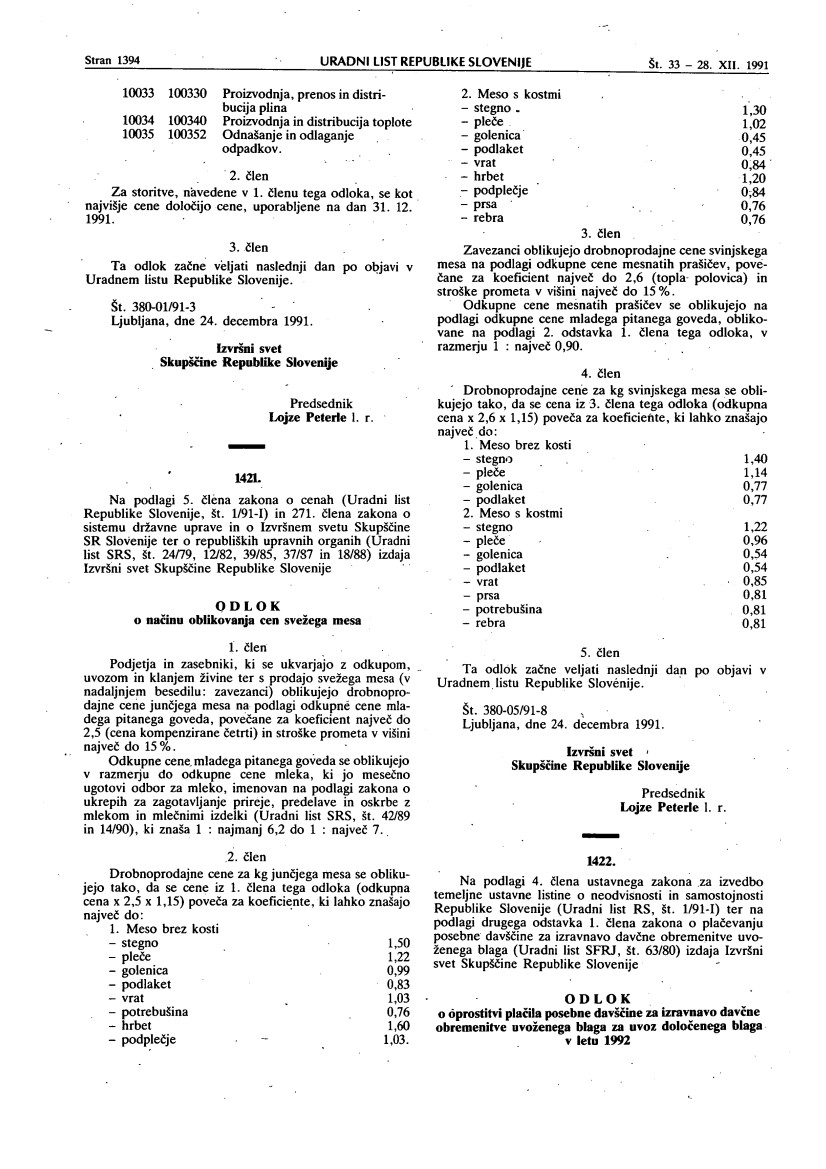 Stran 1394 URADNI LIST REPUBLIKE SLOVENIJE Št. 33 – 28. XII. 1991
10033 100330 Proizvodnja, prenos in distri-
bucija plina
10034 100340 Proizvodnja in distribucija toplote
10035 100352 Odnašanje in odlaganje
odpadkov.
2. člen
Za storitve, navedene v 1. členu tega odloka, se kot
najvišje cene določijo cene, uporabljene na dan 31. 12.
1991.
3. člen
Ta odlok začne veljati naslednji dan po objavi v
Uradnem listu Republike Slovenije.
Št. 380-01/91-3
Ljubljana, dne 24. decembra 1991.
Izvršni svet
Skupščine Republike Slovenije
Predsednik
Lojze Peterle l. r.
1421.
Na podlagi 5. člena zakona o cenah (Uradni list
Republike Slovenije, št. 1/91-I) in 271. člena zakona o
sistemu državne uprave in o Izvršnem svetu Skupščine
SR Slovenije ter o republiških upravnih organih (Uradni
list SRS, št. 24/79, 12/82, 39/85, 37/87 in 18/88) izdaja
Izvršni svet Skupščine Republike Slovenije
ODLOK
o načinu oblikovanja cen svežega mesa
1. člen
Podjetja in zasebniki, ki se ukvarjajo z odkupom,
uvozom in klanjem živine ter s prodajo svežega mesa (v
nadaljnjem besedilu: zavezanci) oblikujejo drobnopro-
dajne cene junčjega mesa na podlagi odkupne cene mla-
dega pitanega goveda, povečane za koeficient največ do
2,5 (cena kompenzirane četrti) in stroške prometa v višini
največ do 15%.
Odkupne cene mladega pitanega goveda se oblikujejo
v razmerju do odkupne cene mleka, ki jo mesečno
ugotovi odbor za mleko, imenovan na podlagi zakona o
ukrepih za zagotavljanje prireje, predelave in oskrbe z
mlekom in mlečnimi izdelki (Uradni list SRS, št. 42/89
in 14/90), ki znaša 1 : najmanj 6,2 do 1 : največ 7.
2. člen
Drobnoprodajne cene za kg junčjega mesa se obliku-
jejo tako, da se cene iz 1. člena tega odloka (odkupna
cena x 2,5 x 1,15) poveča za koeficiente, ki lahko znašajo
največ do:
1. Meso brez kosti
– stegno 1,50
– pleče 1,22
– golenica 0,99
– podlaket 0,83
– vrat 1,03
– potrebušina 0,76
– hrbet 1,60
– podplečje 1,03.
2. Meso s kostmi
– stegno 1,30
– pleče 1,02
– golenica 0,45
– podlaket 0,45
– vrat 0,84
– hrbet 1,20
– podplečje 0,84
– prsa 0,76
– rebra 0,76
3. člen
Zavezanci oblikujejo drobnoprodajne cene svinjskega
mesa na podlagi odkupne cene mesnatih prašičev, pove-
čane za koeficient največ do 2,6 (topla polovica) in
stroške prometa v višini največ do 15%.
Odkupne cene mesnatih prašičev se oblikujejo na
podlagi odkupne cene mladega pitanega goveda, obliko-
vane na podlagi 2. odstavka 1. člena tega odloka, v
razmerju 1 : največ 0,90.
4. člen
Drobnoprodajne cene za kg svinjskega mesa se obli-
kujejo tako, da se cena iz 3. člena tega odloka (odkupna
cena x 2,6 x 1,15) poveča za koeficiente, ki lahko znašajo
največ do:
1. Meso brez kosti
– stegno 1,40
– pleče 1,14
– golenica 0,77
– podlaket 0,77
2. Meso s kostmi
– stegno 1,22
– pleče 0,96
– golenica 0,54
– podlaket 0,54
– vrat 0,85
– prsa 0,81
– potrebušina 0,81
– rebra 0,81
5. člen
Ta odlok začne veljati naslednji dan po objavi v
Uradnem listu Republike Slovenije.
Št. 380-05/91-8
Ljubljana, dne 24. decembra 1991.
Izvršni svet
Skupščine Republike Slovenije
Predsednik
Lojze Peterle l. r.
1422.
Na podlagi 4. člena ustavnega zakona za izvedbo
temeljne ustavne listine o neodvisnosti in samostojnosti
Republike Slovenije (Uradni list RS, št. 1/91-I) ter na
podlagi drugega odstavka 1. člena zakona o plačevanju
posebne davščine za izravnavo davčne obremenitve uvo-
ženega blaga (Uradni list SFRJ, št. 63/80) izdaja Izvršni
svet Skupščine Republike Slovenije
ODLOK
o oprostitvi plačila posebne davščine za izravnavo davčne
obremenitve uvoženega blaga za uvoz določenega blaga
v letu 1992